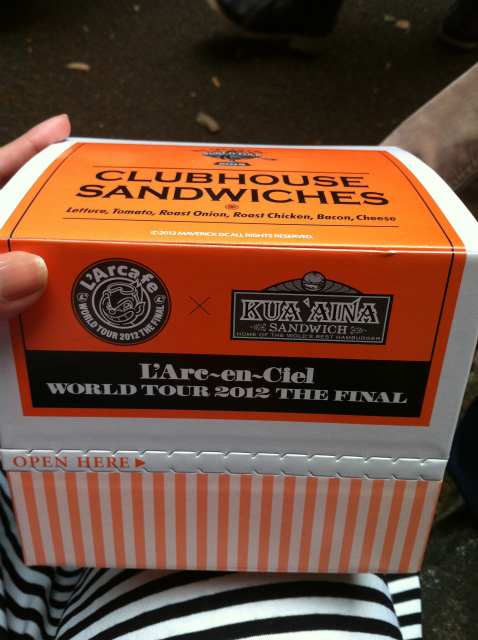 WORLD TOUR
CLUBHOUSE
SANDWICHES
Lettuce, Tomato, Roast Onion, Roast Chicken, Bacon, Cheese
©2012 MAVERICK DC ALL RIGHTS RESERVED.
L'Arcafe
WORLD TOUR 2012 THE FINAL
×
KUA'AINA
SANDWICH
HOME OF THE WOLD'S BEST HAMBURGER
L'Arc~en~Ciel
WORLD TOUR 2012 THE FINAL
OPEN HERE